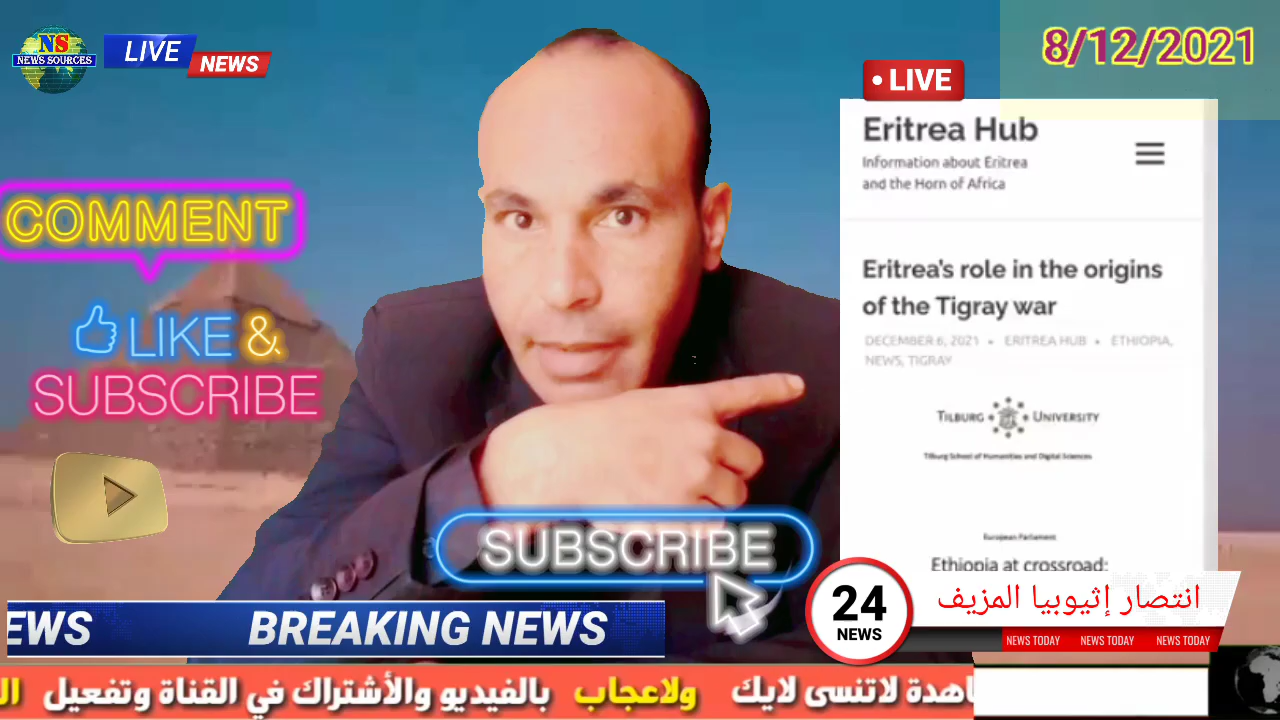 NS
NEWS SOURCES
LIVE
NEWS
8/12/2021
LIVE
Eritrea Hub
Information about Eritrea
and the Horn of Africa
COMMENT
LIKE &
SUBSCRIBE
Eritrea's role in the origins
of the Tigray war
DECEMBER 6, 2021 • ERITREA HUB • ETHIOPIA,
NEWS, TIGRAY
TILBURG UNIVERSITY
Tilburg School of Humanities and Digital Sciences
European Parliament
Ethiopia at crossroad:
SUBSCRIBE
24
NEWS
انتصار إثيوبيا المزيف
NEWS TODAY NEWS TODAY NEWS TODAY
EWS BREAKING NEWS
اهدة لاتنسى لايك ولاعجاب بالفيديو والأشتراك في القناة وتفعيل ال